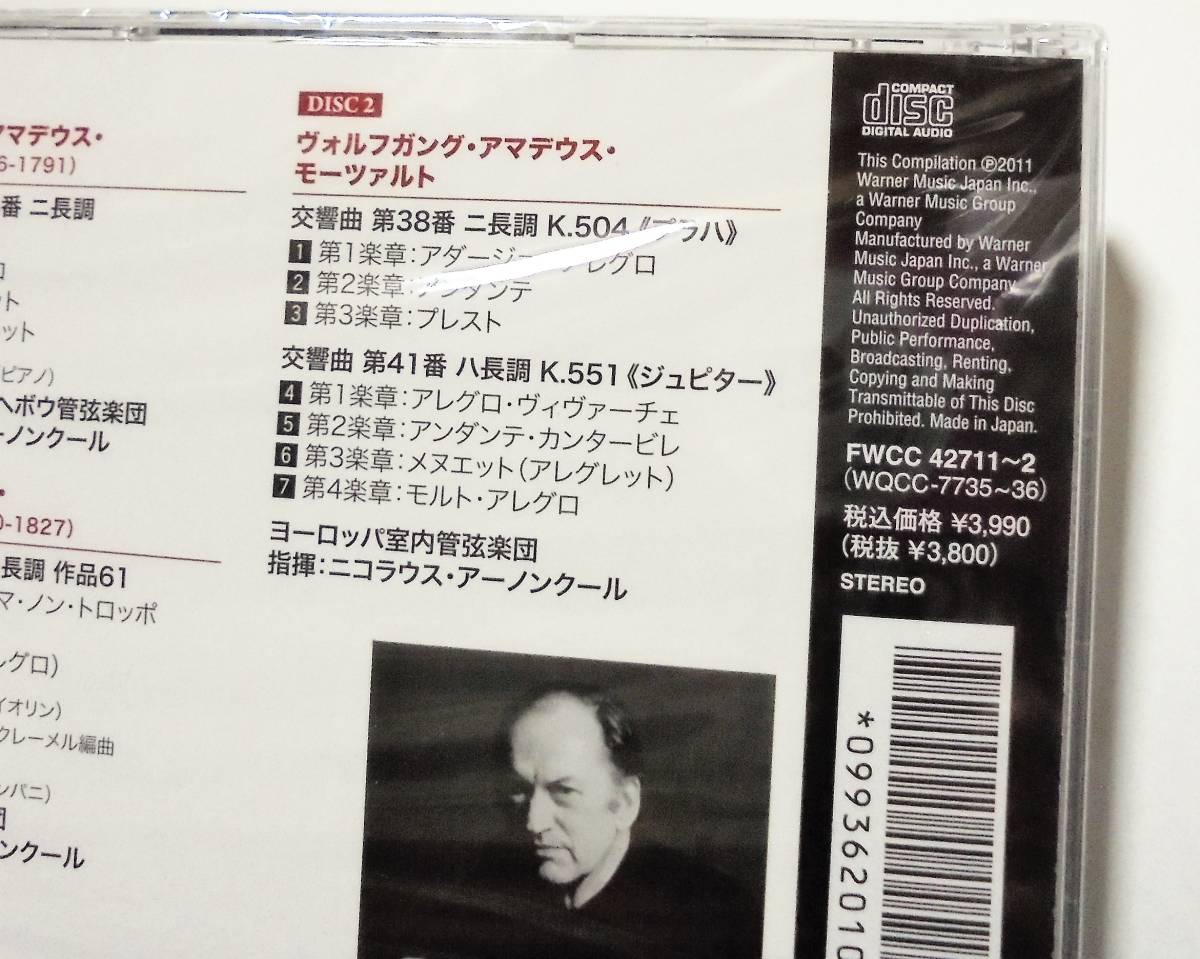 アマデウス・
6-1791)
番 ニ長調
ット
ピアノ)
ヘボウ管弦楽団
ーノンクール
0-1827)
長調 作品61
マ・ノン・トロッポ
レグロ)
イオリン)
クレーメル編曲
ンパニ)
団
ンクール
DISC 2
ヴォルフガング・アマデウス・
モーツァルト
交響曲 第38番 ニ長調 K.504《プラハ》
1 第1楽章:アダージョ―アレグロ
2 第2楽章:アンダンテ
3 第3楽章:プレスト
交響曲 第41番 ハ長調 K.551《ジュピター》
4 第1楽章:アレグロ・ヴィヴァーチェ
5 第2楽章:アンダンテ・カンタービレ
6 第3楽章:メヌエット(アレグレット)
7 第4楽章:モルト・アレグロ
ヨーロッパ室内管弦楽団
指揮:ニコラウス・アーノンクール
COMPACT
disc
DIGITAL AUDIO
This Compilation Ⓟ2011
Warner Music Japan Inc.,
a Warner Music Group
Company
Manufactured by Warner
Music Japan Inc., a Warner
Music Group Company
All Rights Reserved.
Unauthorized Duplication,
Public Performance,
Broadcasting, Renting,
Copying and Making
Transmittable of This Disc
Prohibited. Made in Japan.
FWCC 42711~2
(WQCC-7735~36)
税込価格 ¥3,990
(税抜 ¥3,800)
STEREO
*099362010